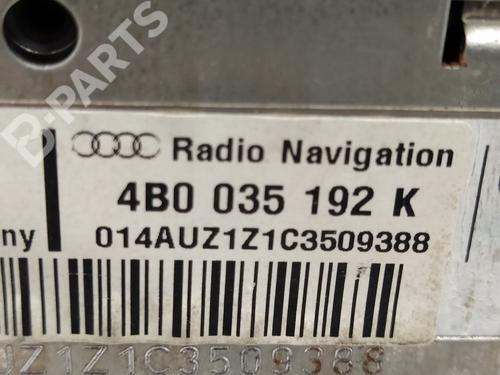 B-PARTS
Radio Navigation
4B0 035 192 K
ny 014AUZ1Z1C3509388
UZ1Z1C3509388